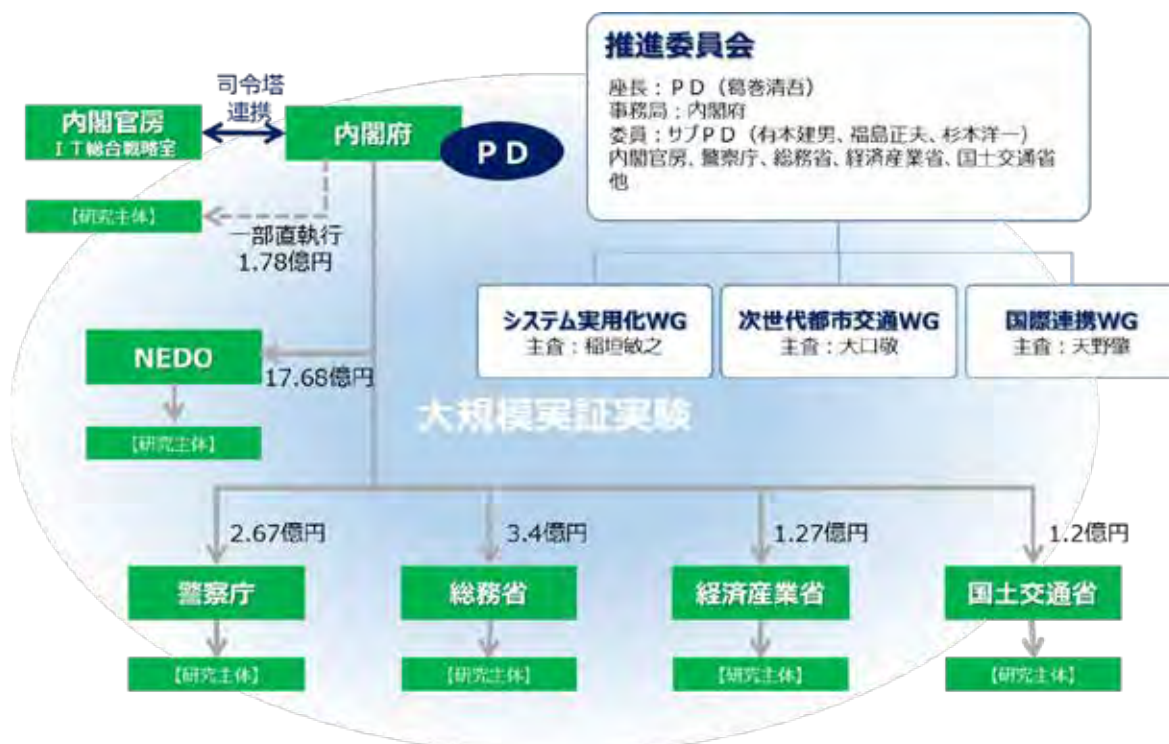 推進委員会
座長：PD（葛巻清吾）
事務局：内閣府
委員：サブPD（有本建男、福島正夫、杉本洋一）
内閣官房、警察庁、総務省、経済産業省、国土交通省
他
司令塔
連携
内閣官房
IT総合戦略室
内閣府
PD
【研究主体】
一部直執行
1.78億円
システム実用化WG
主査：稲垣敏之
次世代都市交通WG
主査：大口敬
国際連携WG
主査：天野肇
NEDO
17.68億円
【研究主体】
大規模実証実験
2.67億円
3.4億円
1.27億円
1.2億円
警察庁
総務省
経済産業省
国土交通省
【研究主体】
【研究主体】
【研究主体】
【研究主体】